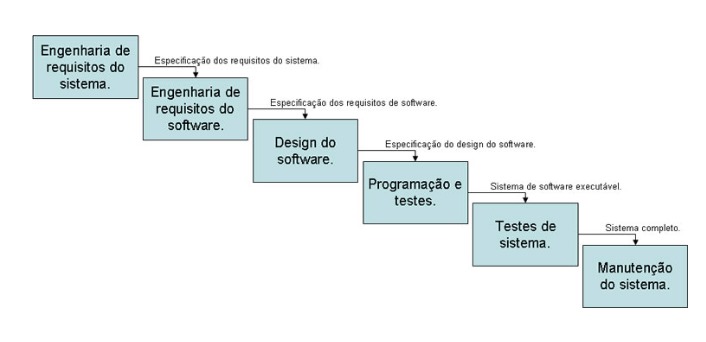 Engenharia de
requisitos do
sistema.
Especificação dos requisitos do sistema.
Engenharia de
requisitos do
software.
Especificação dos requisitos de software.
Design do
software.
Especificação do design do software.
Programação e
testes.
Sistema de software executável.
Testes de
sistema.
Sistema completo.
Manutenção
do sistema.